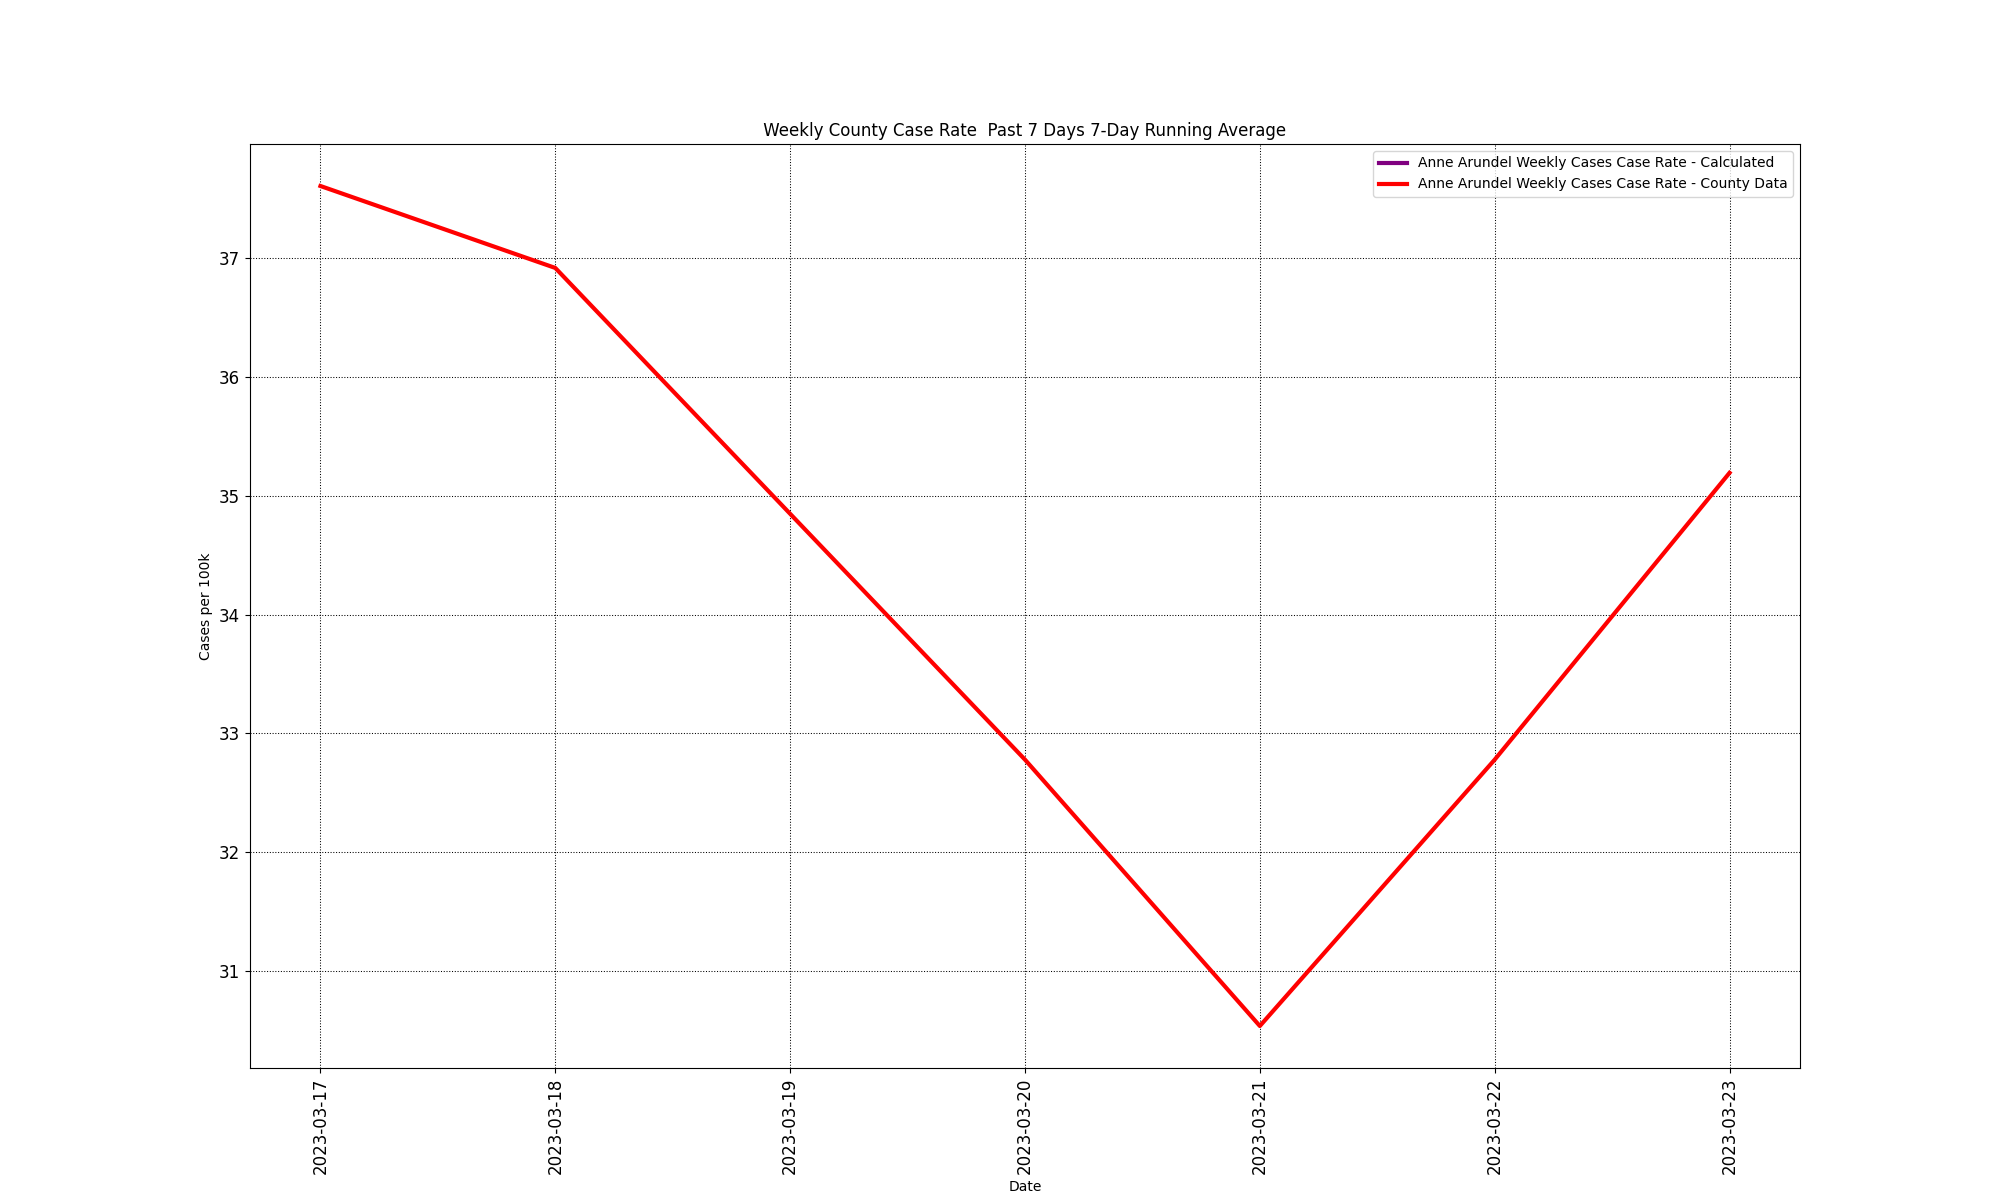 Weekly County Case Rate  Past 7 Days 7-Day Running Average
Anne Arundel Weekly Cases Case Rate - Calculated
Anne Arundel Weekly Cases Case Rate - County Data
37
36
35
34
33
32
31
Cases per 100k
2023-03-17
2023-03-18
2023-03-19
2023-03-20
2023-03-21
2023-03-22
2023-03-23
Date